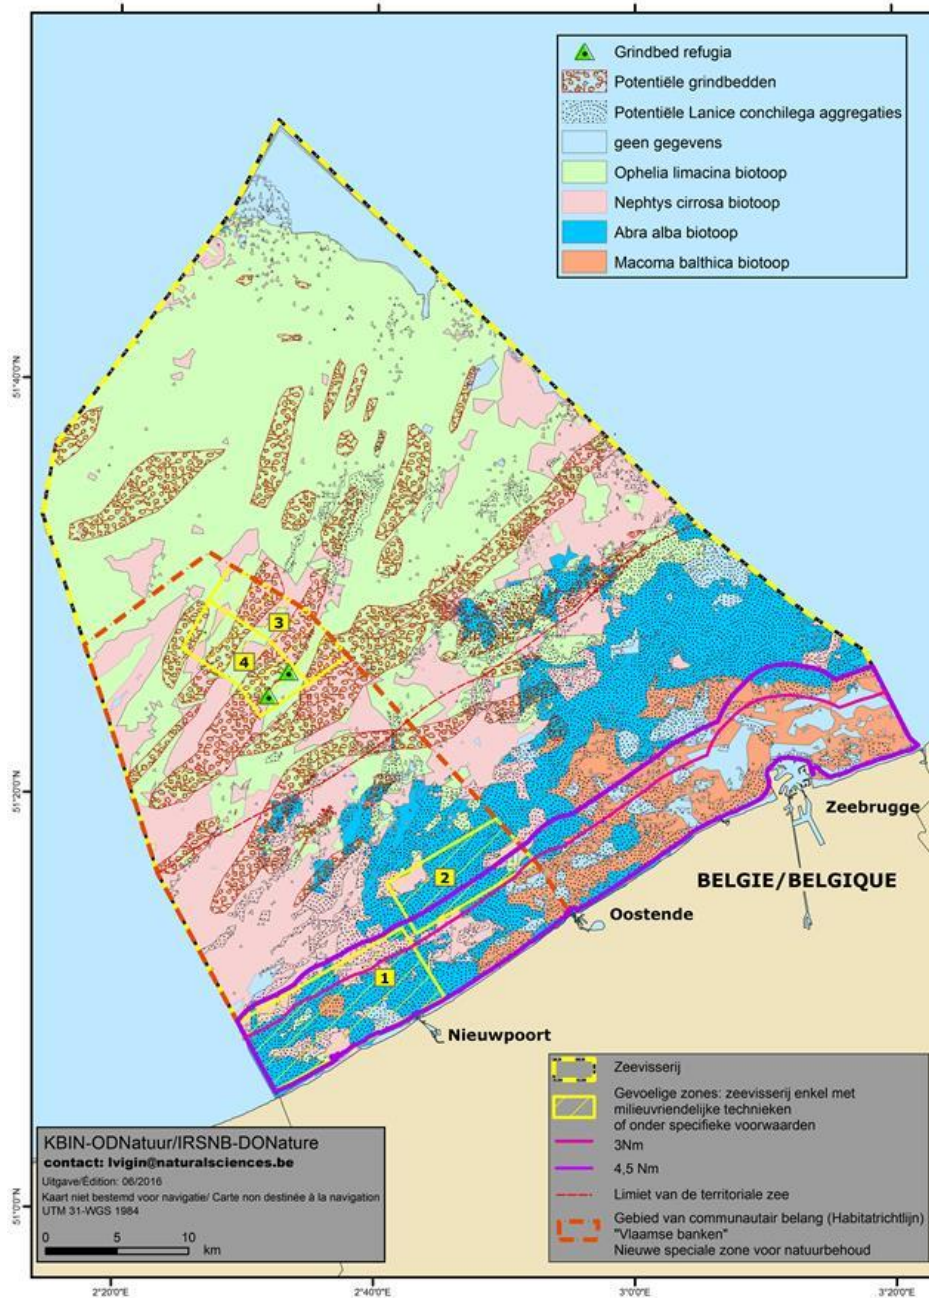 Grindbed refugia
Potentiële grindbedden
Potentiële Lanice conchilega aggregaties
geen gegevens
Ophelia limacina biotoop
Nephtys cirrosa biotoop
Abra alba biotoop
Macoma balthica biotoop
51°40'0"N
3
4
51°20'0"N
Zeebrugge
2
BELGIE/BELGIQUE
Oostende
1
Nieuwpoort
Zeevisserij
Gevoelige zones: zeevisserij enkel met
milieuvriendelijke technieken
of onder specifieke voorwaarden
3Nm
4,5 Nm
Limiet van de territoriale zee
Gebied van communautair belang (Habitatrichtlijn)
"Vlaamse banken"
Nieuwe speciale zone voor natuurbehoud
KBIN-ODNatuur/IRSNB-DONature
contact: lvigin@naturalsciences.be
Uitgave/Édition: 06/2016
Kaart niet bestemd voor navigatie/ Carte non destinée à la navigation
UTM 31-WGS 1984
0 5 10
km
51°0'0"N
2°20'0"E 2°40'0"E 3°0'0"E 3°20'0"E